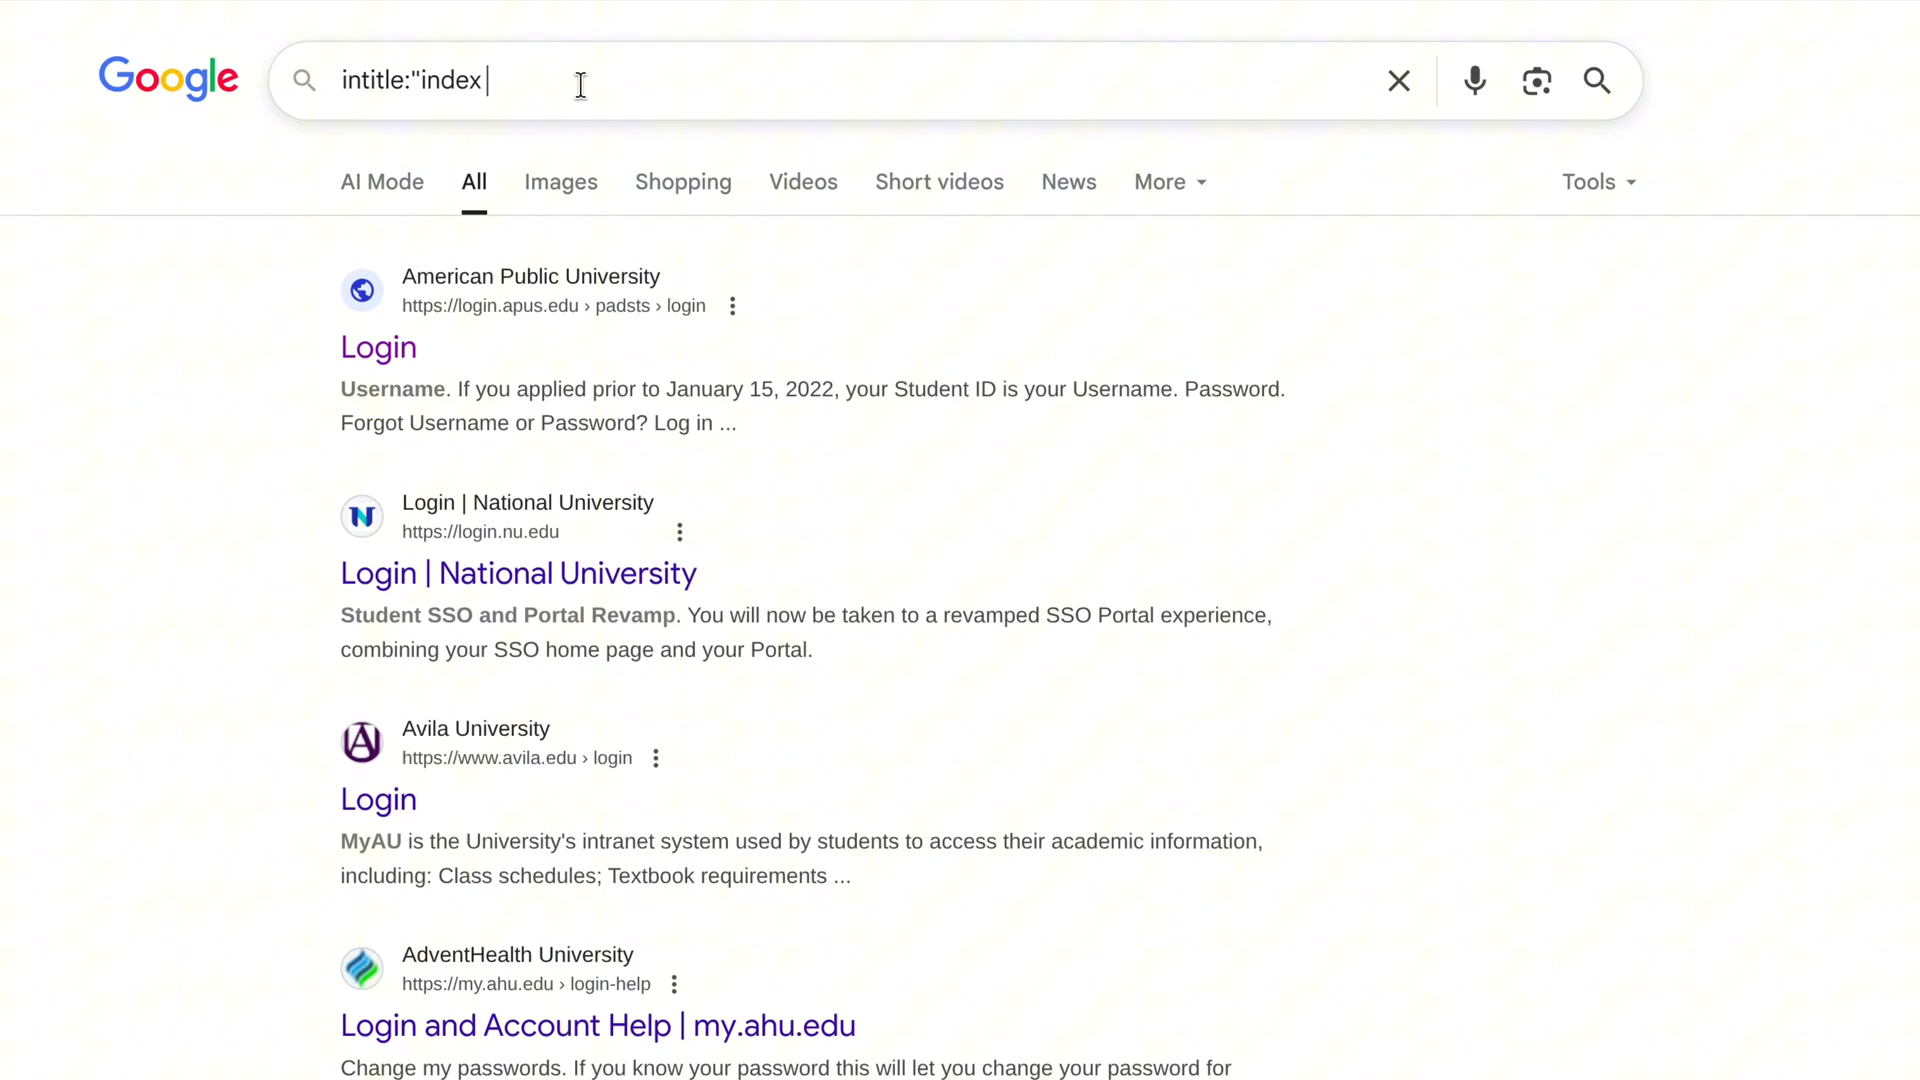 Google
intitle:"index
AI Mode All Images Shopping Videos Short videos News More Tools
American Public University
https://login.apus.edu › padsts › login
Login
Username. If you applied prior to January 15, 2022, your Student ID is your Username. Password.
Forgot Username or Password? Log in ...
Login | National University
https://login.nu.edu
Login | National University
Student SSO and Portal Revamp. You will now be taken to a revamped SSO Portal experience,
combining your SSO home page and your Portal.
Avila University
https://www.avila.edu › login
Login
MyAU is the University's intranet system used by students to access their academic information,
including: Class schedules; Textbook requirements ...
AdventHealth University
https://my.ahu.edu › login-help
Login and Account Help | my.ahu.edu
Change my passwords. If you know your password this will let you change your password for